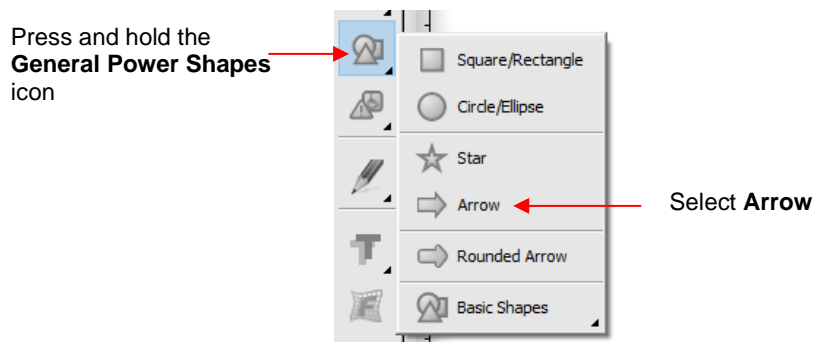 Press and hold the
General Power Shapes
icon
Square/Rectangle
Circle/Ellipse
Star
Arrow
Select Arrow
Rounded Arrow
Basic Shapes